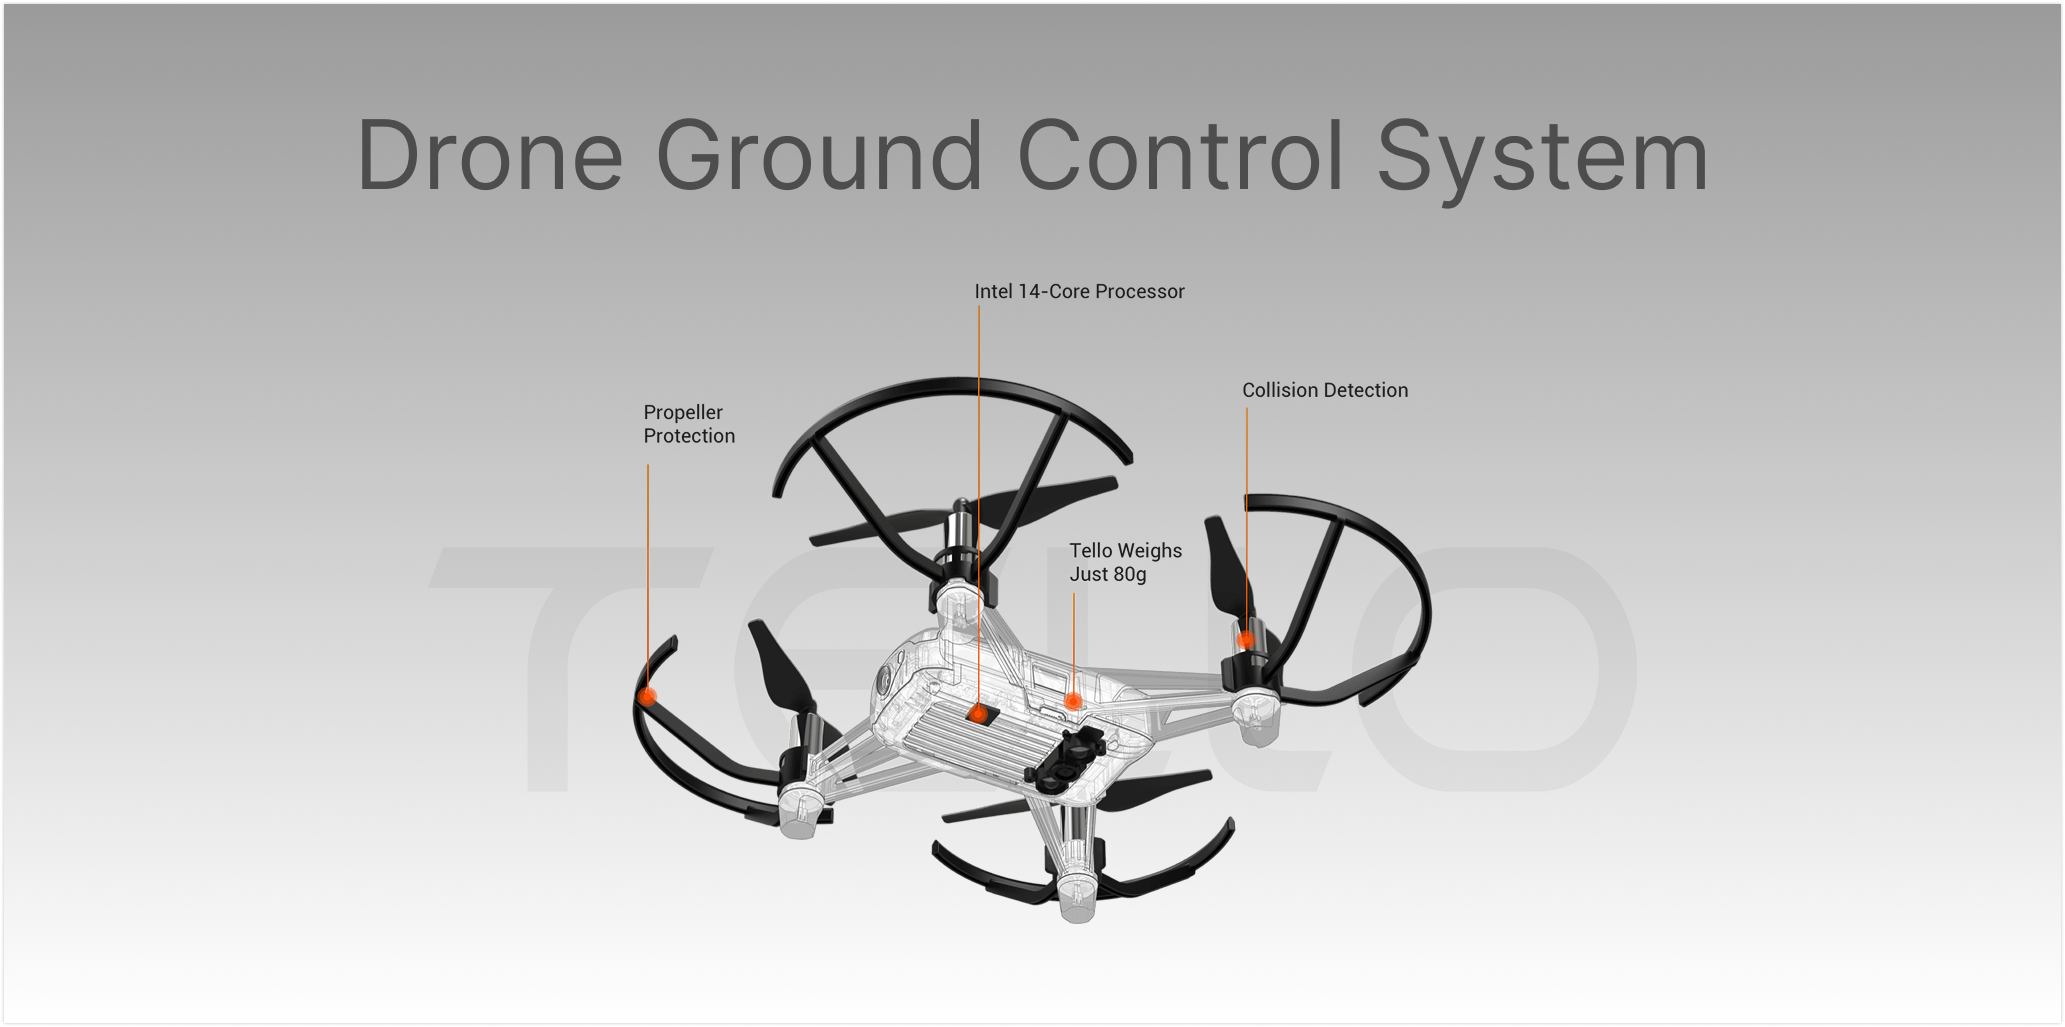 Drone Ground Control System
Intel 14-Core Processor
Collision Detection
Propeller
Protection
Tello Weighs
Just 80g
TELLO